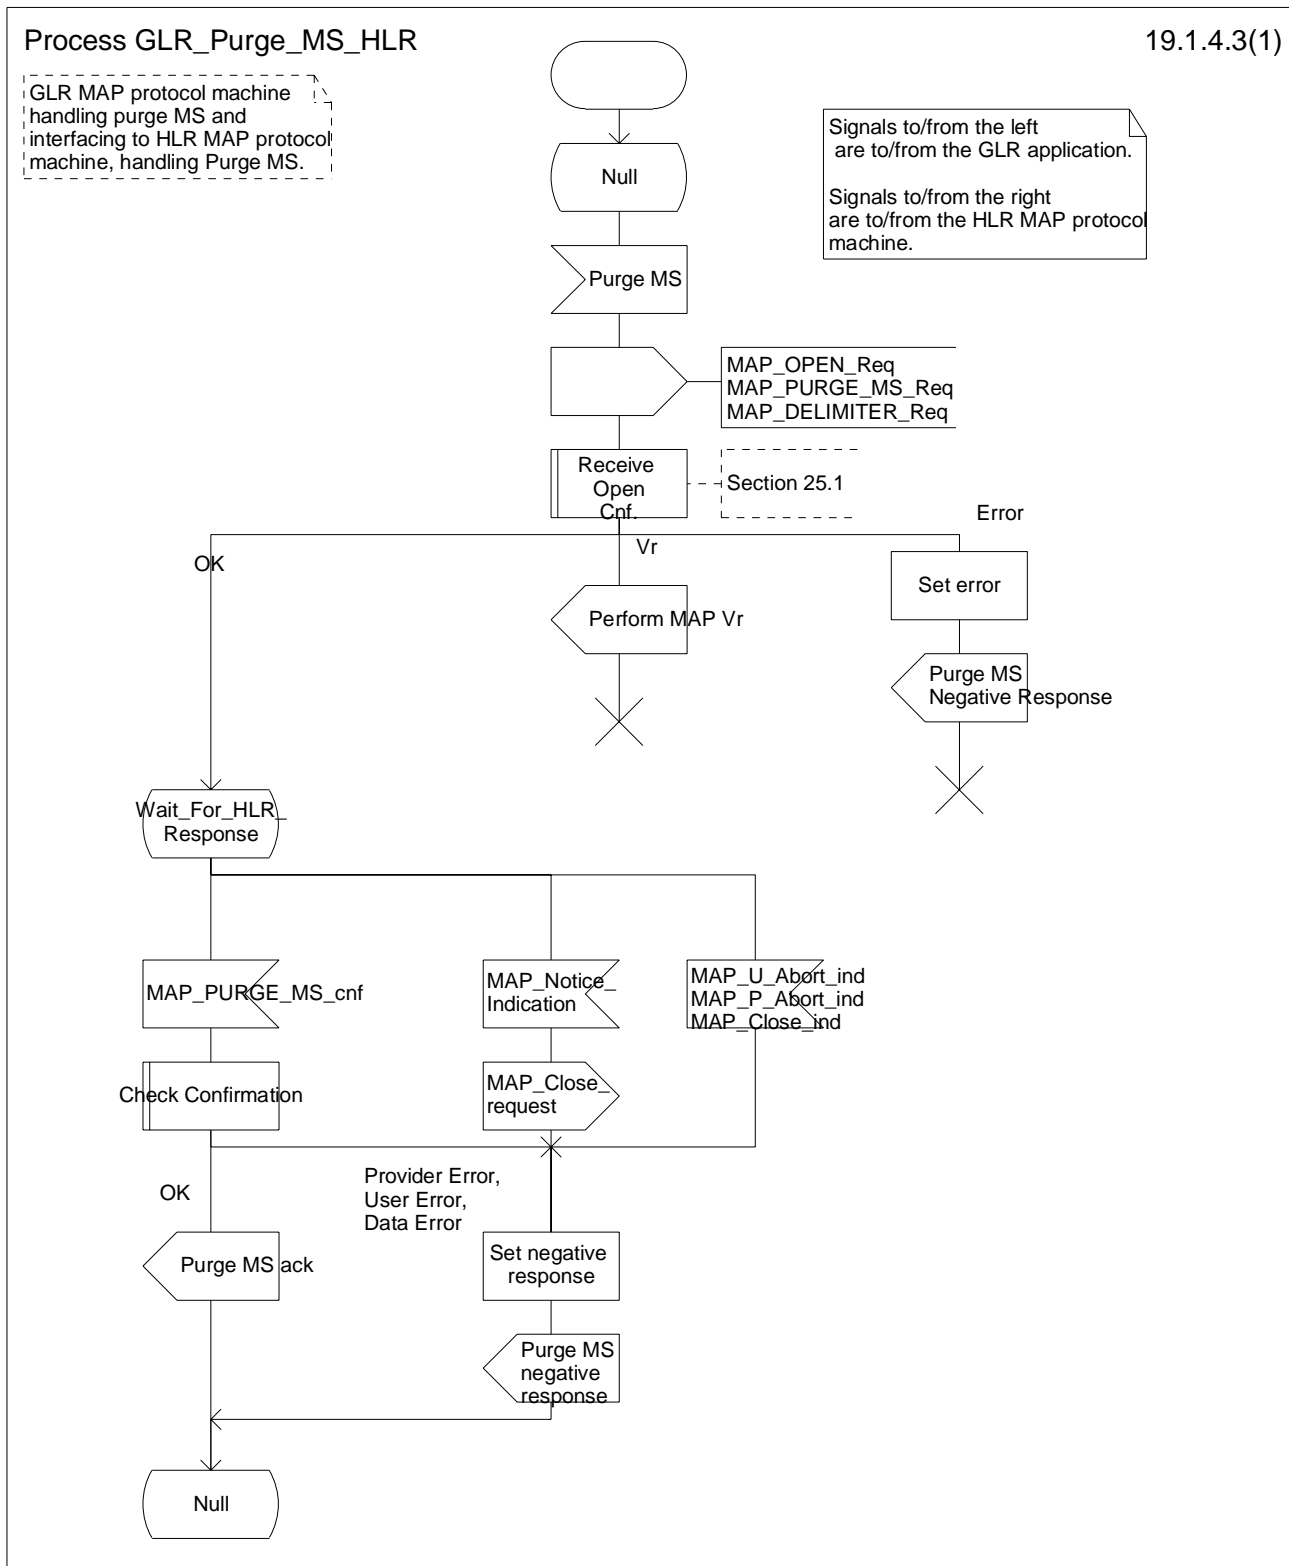 Process GLR_Purge_MS_HLR
19.1.4.3(1)
GLR MAP protocol machine
handling purge MS and
interfacing to HLR MAP protocol
machine, handling Purge MS.
Signals to/from the left
are to/from the GLR application.
Signals to/from the right
are to/from the HLR MAP protocol
machine.
Null
Purge MS
MAP_OPEN_Req
MAP_PURGE_MS_Req
MAP_DELIMITER_Req
Receive
Open
Cnf.
Section 25.1
Error
Vr
OK
Set error
Perform MAP Vr
Purge MS
Negative Response
Wait_For_HLR_
Response
MAP_PURGE_MS_cnf
MAP_Notice_
Indication
MAP_U_Abort_ind
MAP_P_Abort_ind
MAP_Close_ind
Check Confirmation
MAP_Close_
request
Provider Error,
User Error,
Data Error
OK
Purge MS ack
Set negative
response
Purge MS
negative
response
Null